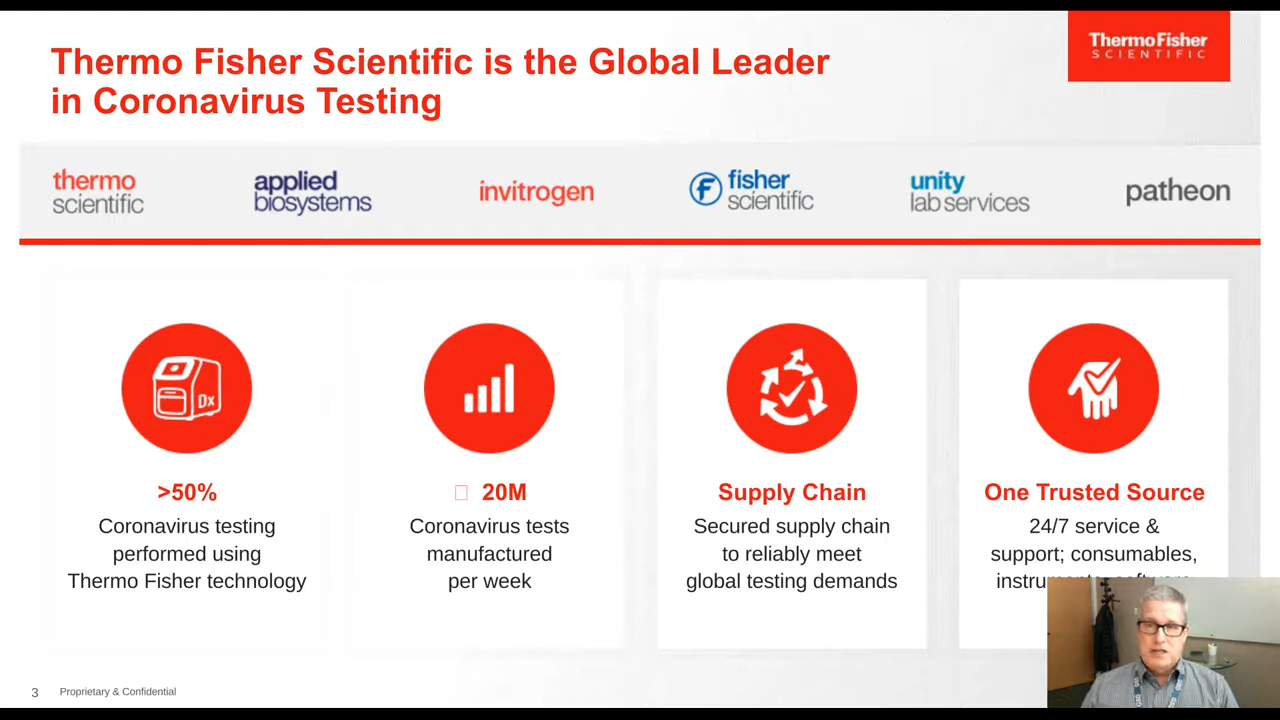 Thermo Fisher Scientific is the Global Leader
in Coronavirus Testing
ThermoFisher
SCIENTIFIC
thermo
scientific
applied
biosystems
invitrogen
fisher
scientific
unity
lab services
patheon
Dx
>50%
Coronavirus testing
performed using
Thermo Fisher technology
20M
Coronavirus tests
manufactured
per week
Supply Chain
Secured supply chain
to reliably meet
global testing demands
One Trusted Source
24/7 service &
support; consumables,
3
Proprietary & Confidential